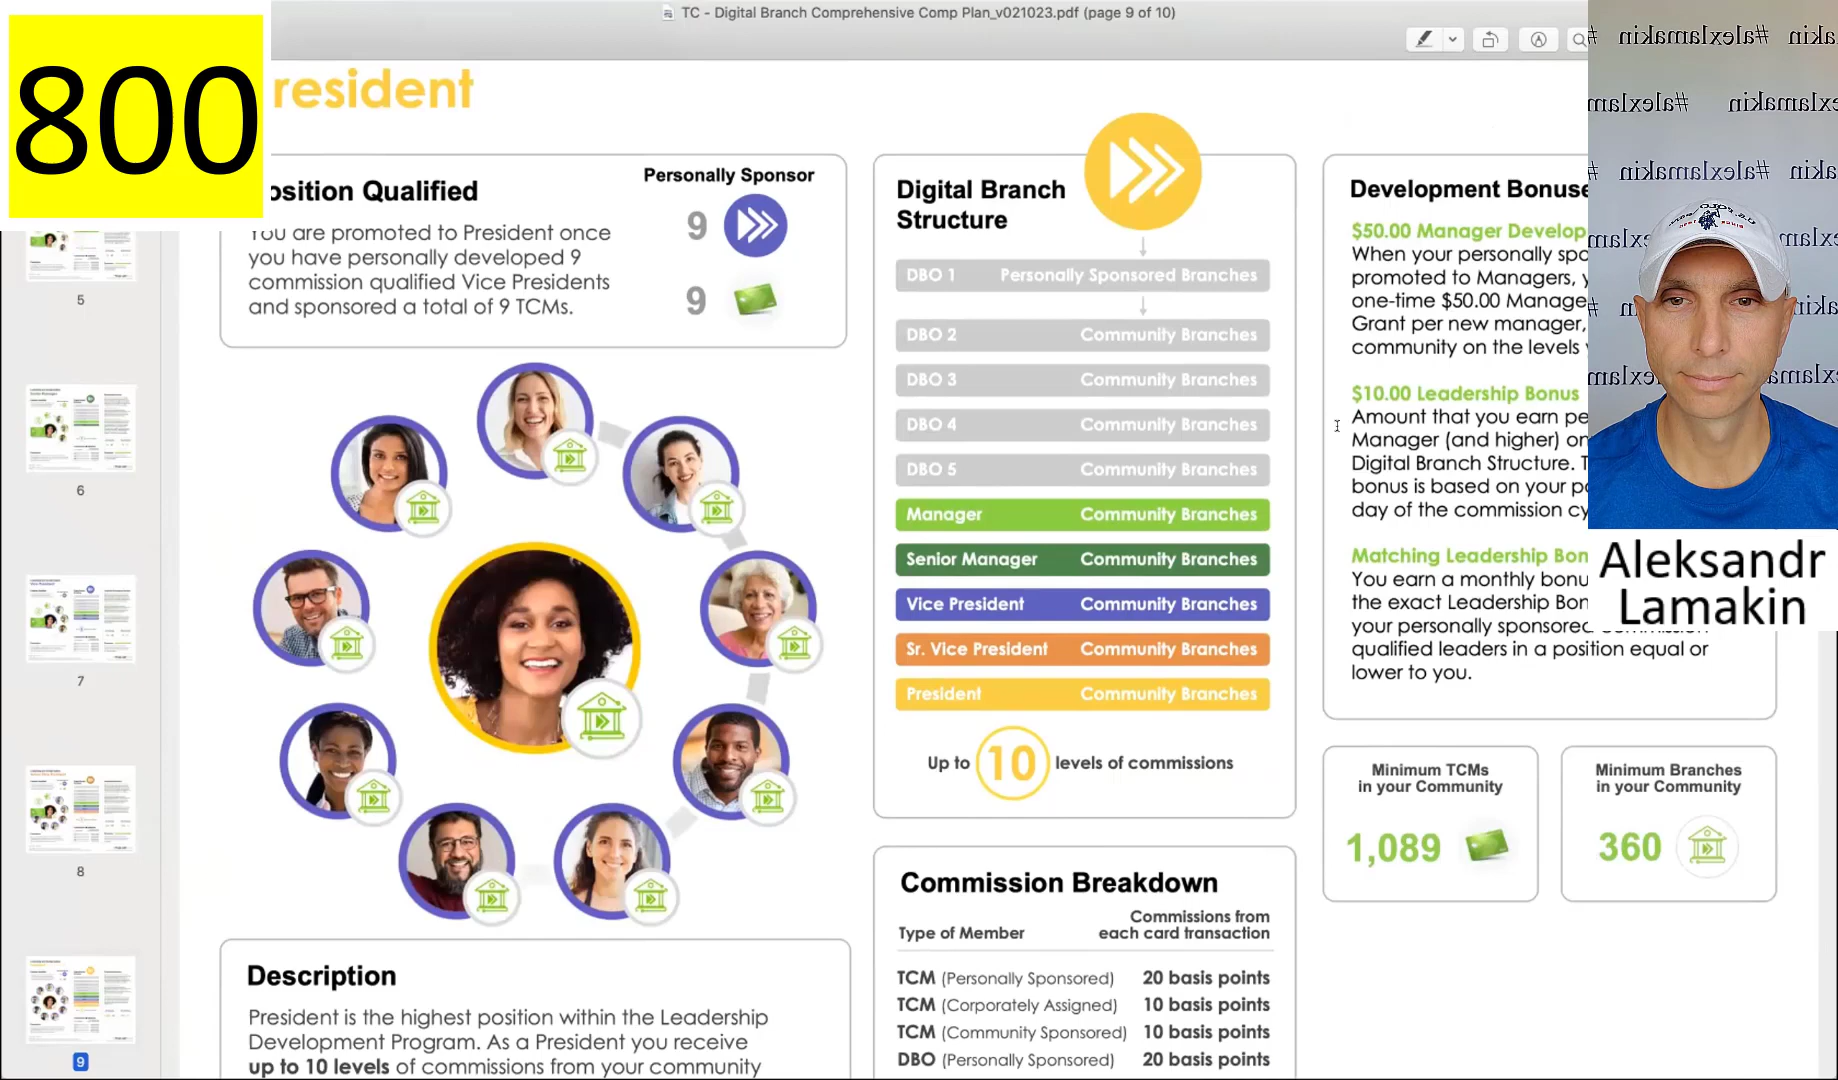 TC - Digital Branch Comprehensive Comp Plan_v021023.pdf (page 9 of 10)
800
resident
osition Qualified
You are promoted to President once
you have personally developed 9
commission qualified Vice Presidents
and sponsored a total of 9 TCMs.
Personally Sponsor
9
9
Digital Branch
Structure
DBO 1 Personally Sponsored Branches
DBO 2 Community Branches
DBO 3 Community Branches
DBO 4 Community Branches
DBO 5 Community Branches
Manager Community Branches
Senior Manager Community Branches
Vice President Community Branches
Sr. Vice President Community Branches
President Community Branches
Up to 10 levels of commissions
Development Bonuse
$50.00 Manager Develop
When your personally spo
promoted to Managers, y
one-time $50.00 Manage
Grant per new manager,
community on the levels
$10.00 Leadership Bonus
Amount that you earn pe
Manager (and higher) on
Digital Branch Structure. T
bonus is based on your po
day of the commission cy
Matching Leadership Bon
You earn a monthly bonu
the exact Leadership Bon
your personally sponsored
qualified leaders in a position equal or
lower to you.
Minimum TCMs
in your Community
1,089
Minimum Branches
in your Community
360
Commission Breakdown
Type of Member
Commissions from
each card transaction
TCM (Personally Sponsored) 20 basis points
TCM (Corporately Assigned) 10 basis points
TCM (Community Sponsored) 10 basis points
DBO (Personally Sponsored) 20 basis points
Description
President is the highest position within the Leadership
Development Program. As a President you receive
up to 10 levels of commissions from your community
5
6
7
8
9
#alexlamakin
Aleksandr
Lamakin